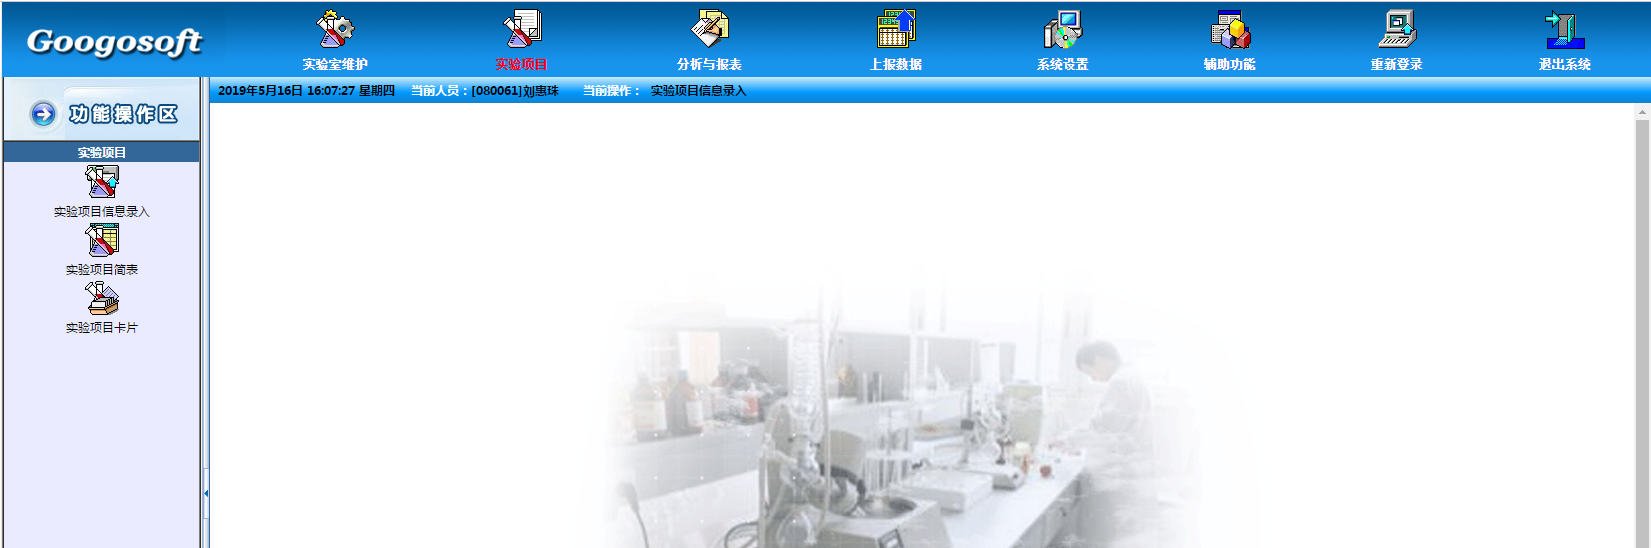 Googosoft
实验室维护
实验项目
分析与报表
上报数据
系统设置
辅助功能
重新登录
退出系统
2019年5月16日 16:07:27 星期四 当前人员：[080061]刘惠珠 当前操作： 实验项目信息录入
功能操作区
实验项目
实验项目信息录入
实验项目简表
实验项目卡片